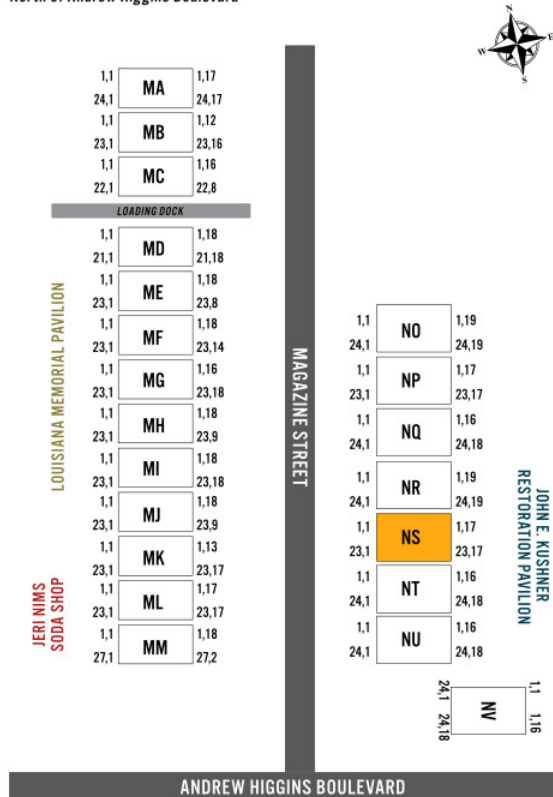 North of Andrew Higgins Boulevard
N
W E
S
1,1 MA 1,17
24,1 24,17
1,1 MB 1,12
23,1 23,16
1,1 MC 1,16
22,1 22,8
LOADING DOCK
1,1 MD 1,18
21,1 21,18
1,1 ME 1,18
23,1 23,8
1,1 MF 1,18
23,1 23,14
1,1 MG 1,16
23,1 23,18
1,1 MH 1,18
23,1 23,9
1,1 MI 1,18
23,1 23,18
1,1 MJ 1,18
23,1 23,9
1,1 MK 1,13
23,1 23,17
1,1 ML 1,17
23,1 23,17
1,1 MM 1,18
27,1 27,2
LOUISIANA MEMORIAL PAVILION
JERI NIMS
SODA SHOP
MAGAZINE STREET
1,1 NO 1,19
24,1 24,19
1,1 NP 1,17
23,1 23,17
1,1 NQ 1,16
24,1 24,18
1,1 NR 1,19
24,1 24,19
1,1 NS 1,17
23,1 23,17
1,1 NT 1,16
24,1 24,18
1,1 NU 1,16
24,1 24,18
1,1 NV 1,16
24,1 24,18
JOHN E. KUSHNER
RESTORATION PAVILION
ANDREW HIGGINS BOULEVARD